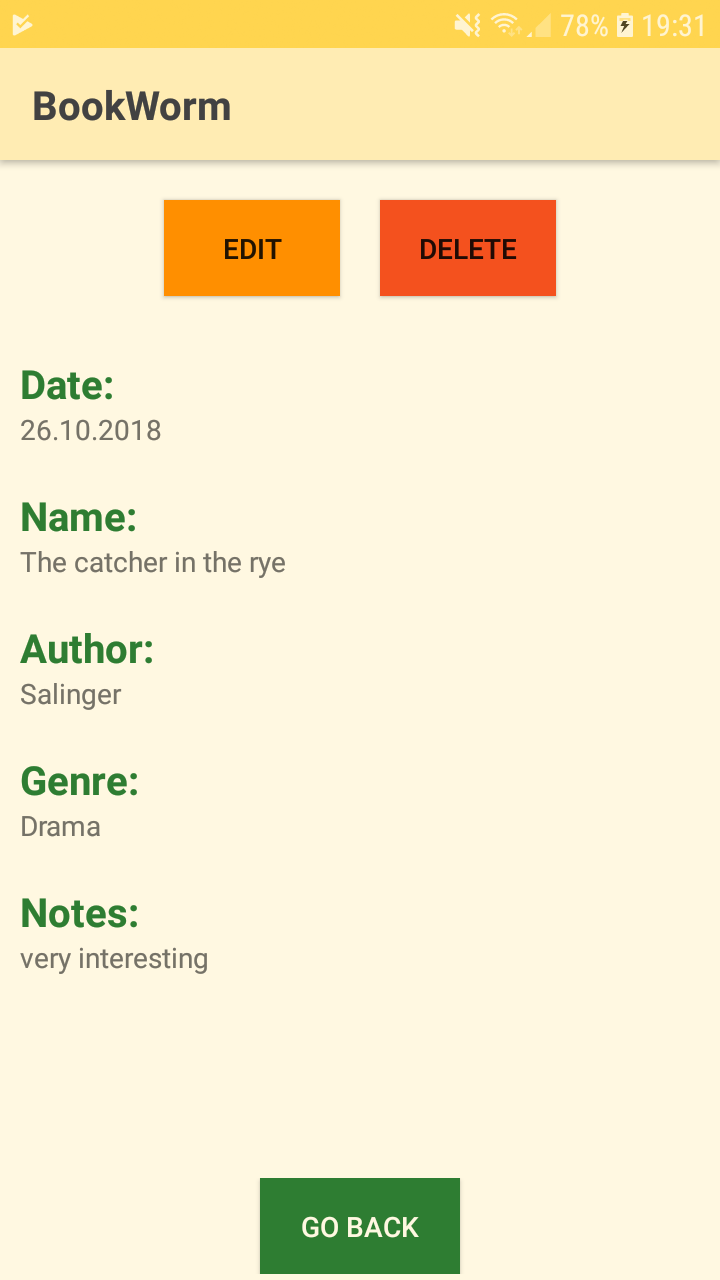 78% 19:31
BookWorm
EDIT DELETE
Date:
26.10.2018
Name:
The catcher in the rye
Author:
Salinger
Genre:
Drama
Notes:
very interesting
GO BACK